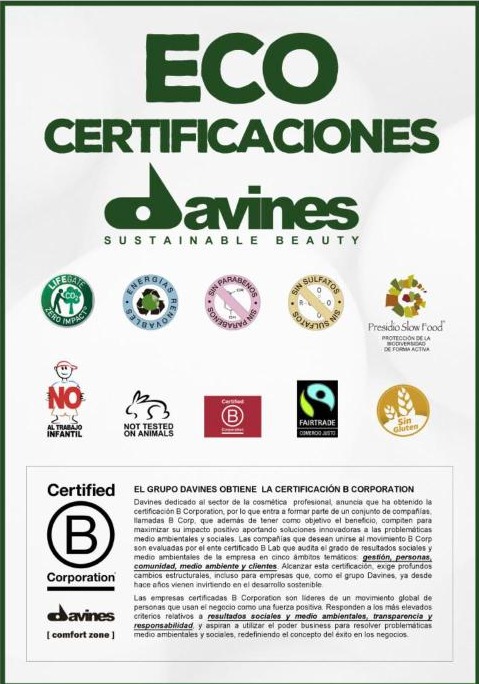 ECO
CERTIFICACIONES
davines
SUSTAINABLE BEAUTY
LIFEGATE
CO2
ZERO IMPACT®
ENERGÍAS RENOVABLES
SIN PARABENOS
SIN PARABENOS
SIN SULFATOS
SIN SULFATOS
Presidio Slow Food®
PROTECCIÓN DE LA
BIODIVERSIDAD
DE FORMA ACTIVA
NO
AL TRABAJO
INFANTIL
NOT TESTED
ON ANIMALS
Certified
B
Corporation
FAIRTRADE
COMERCIO JUSTO
Sin
Gluten
Certified
B
Corporation
davines
[ comfort zone ]
EL GRUPO DAVINES OBTIENE LA CERTIFICACIÓN B CORPORATION
Davines dedicado al sector de la cosmética profesional, anuncia que ha obtenido la
certificación B Corporation, por lo que entra a formar parte de un conjunto de compañías,
llamadas B Corp, que además de tener como objetivo el beneficio, compiten para
maximizar su impacto positivo aportando soluciones innovadoras a las problemáticas
medio ambientales y sociales. Las compañías que desean unirse al movimiento B Corp
son evaluadas por el ente certificado B Lab que audita el grado de resultados sociales y
medio ambientales de la empresa en cinco ámbitos temáticos: gestión, personas,
comunidad, medio ambiente y clientes. Alcanzar esta certificación, exige profundos
cambios estructurales, incluso para empresas que, como el grupo Davines, ya desde
hace años vienen invirtiendo en el desarrollo sostenible.
Las empresas certificadas B Corporation son líderes de un movimiento global de
personas que usan el negocio como una fuerza positiva. Responden a los más elevados
criterios relativos a resultados sociales y medio ambientales, transparencia y
responsabilidad, y aspiran a utilizar el poder business para resolver problemáticas
medio ambientales y sociales, redefiniendo el concepto del éxito en los negocios.